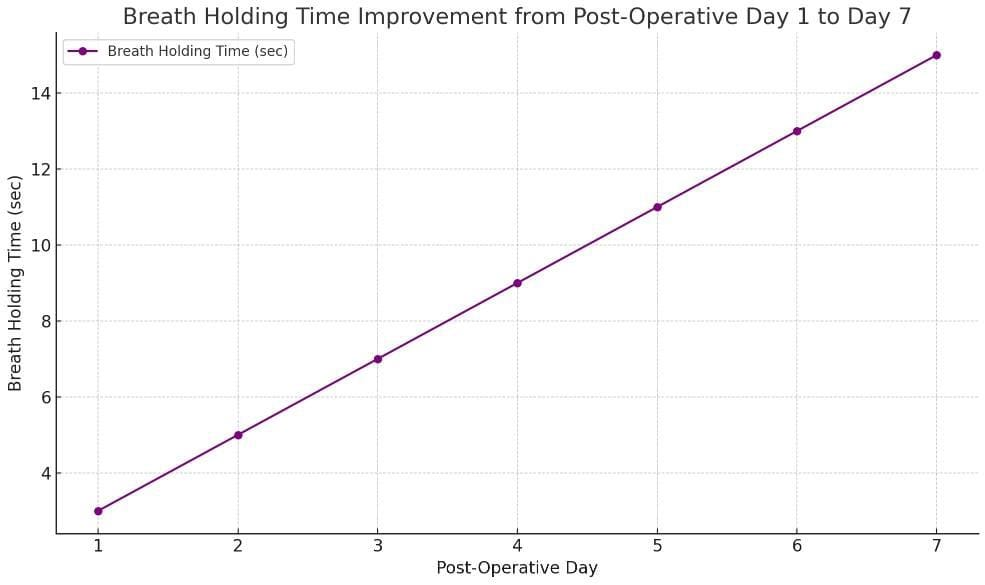 Breath Holding Time Improvement from Post-Operative Day 1 to Day 7
Breath Holding Time (sec)
Breath Holding Time (sec)
14
12
10
8
6
4
1 2 3 4 5 6 7
Post-Operative Day